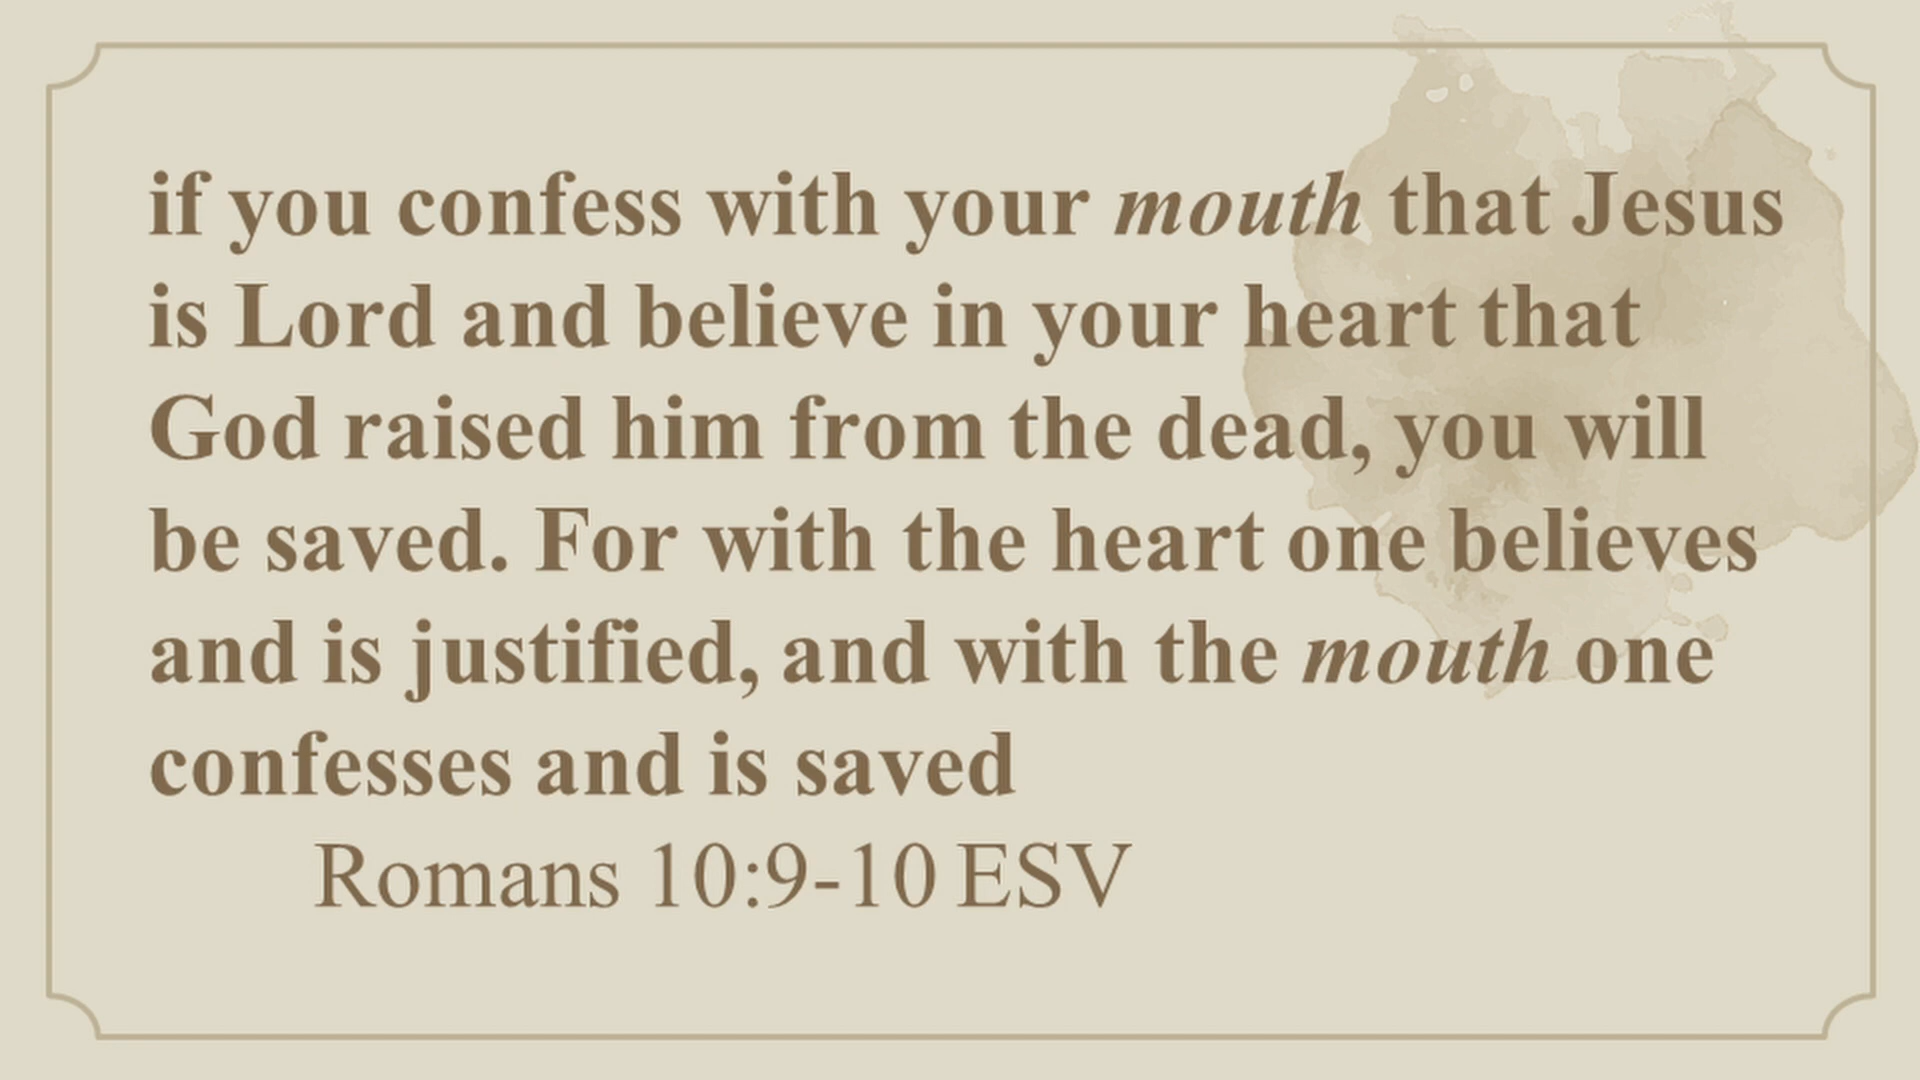 if you confess with your mouth that Jesus
is Lord and believe in your heart that
God raised him from the dead, you will
be saved. For with the heart one believes
and is justified, and with the mouth one
confesses and is saved
Romans 10:9-10 ESV